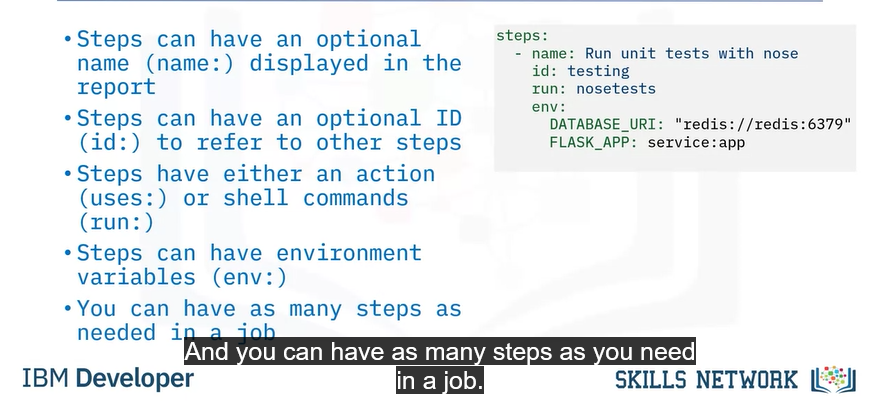 • Steps can have an optional
name (name:) displayed in the
report
• Steps can have an optional ID
(id:) to refer to other steps
• Steps have either an action
(uses:) or shell commands
(run:)
• Steps can have environment
variables (env:)
• You can have as many steps as
needed in a job
steps:
- name: Run unit tests with nose
id: testing
run: nosetests
env:
DATABASE_URI: "redis://redis:6379"
FLASK_APP: service:app
And you can have as many steps as you need
in a job.
IBM Developer
SKILLS NETWORK